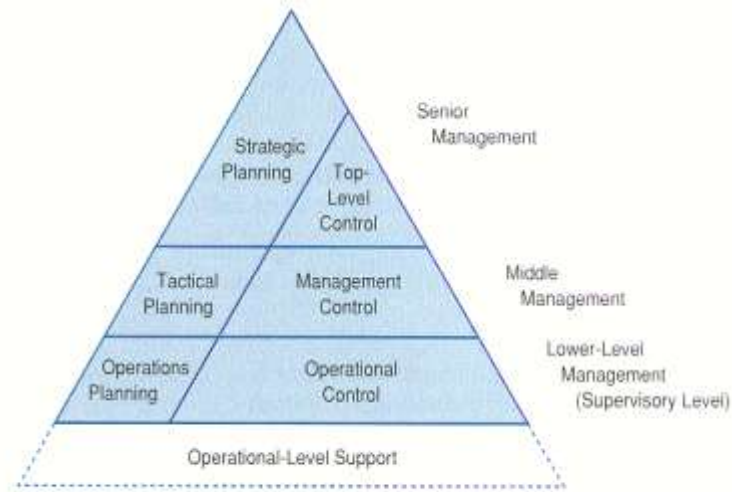 Senior
Management
Strategic
Planning
Top-
Level
Control
Middle
Management
Tactical
Planning
Management
Control
Lower-Level
Management
(Supervisory Level)
Operations
Planning
Operational
Control
Operational-Level Support